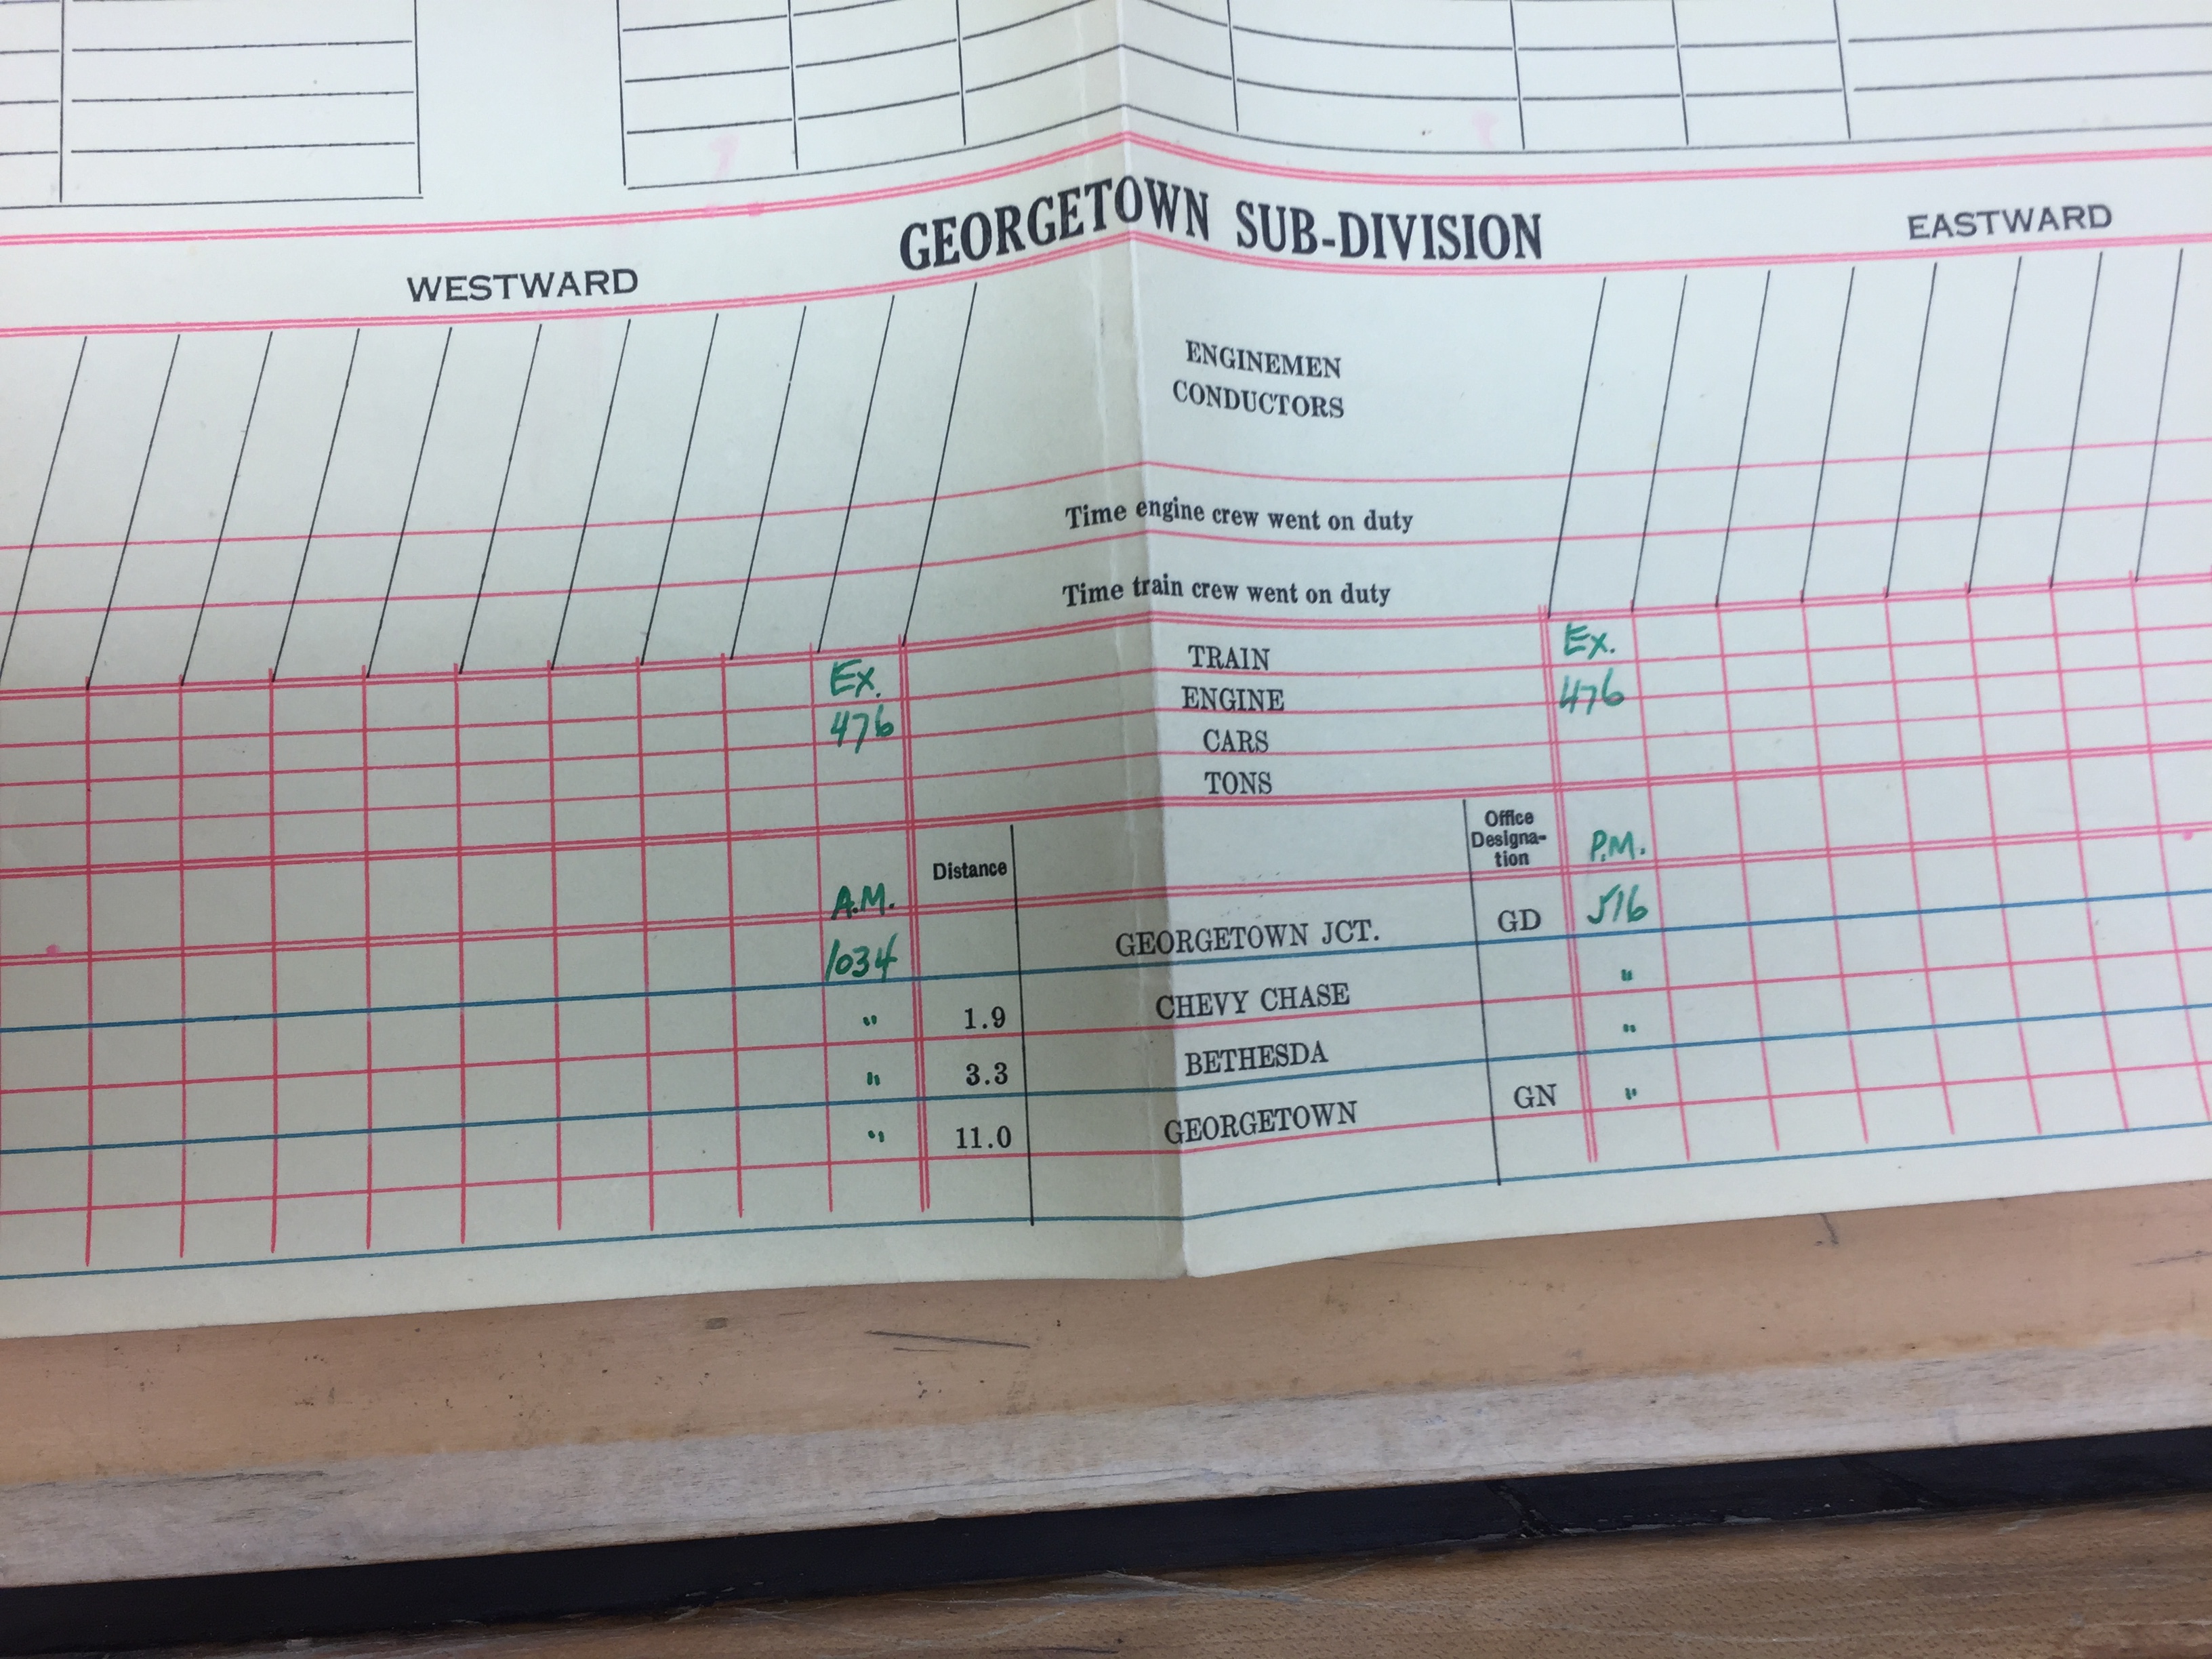 GEORGETOWN SUB-DIVISION
WESTWARD
EASTWARD
ENGINEMEN
CONDUCTORS
Time engine crew went on duty
Time train crew went on duty
Ex. TRAIN Ex.
476 ENGINE 476
CARS
TONS
A.M. Distance Office Designa-tion P.M.
1034 GEORGETOWN JCT. GD 516
" 1.9 CHEVY CHASE "
" 3.3 BETHESDA "
" 11.0 GEORGETOWN GN "